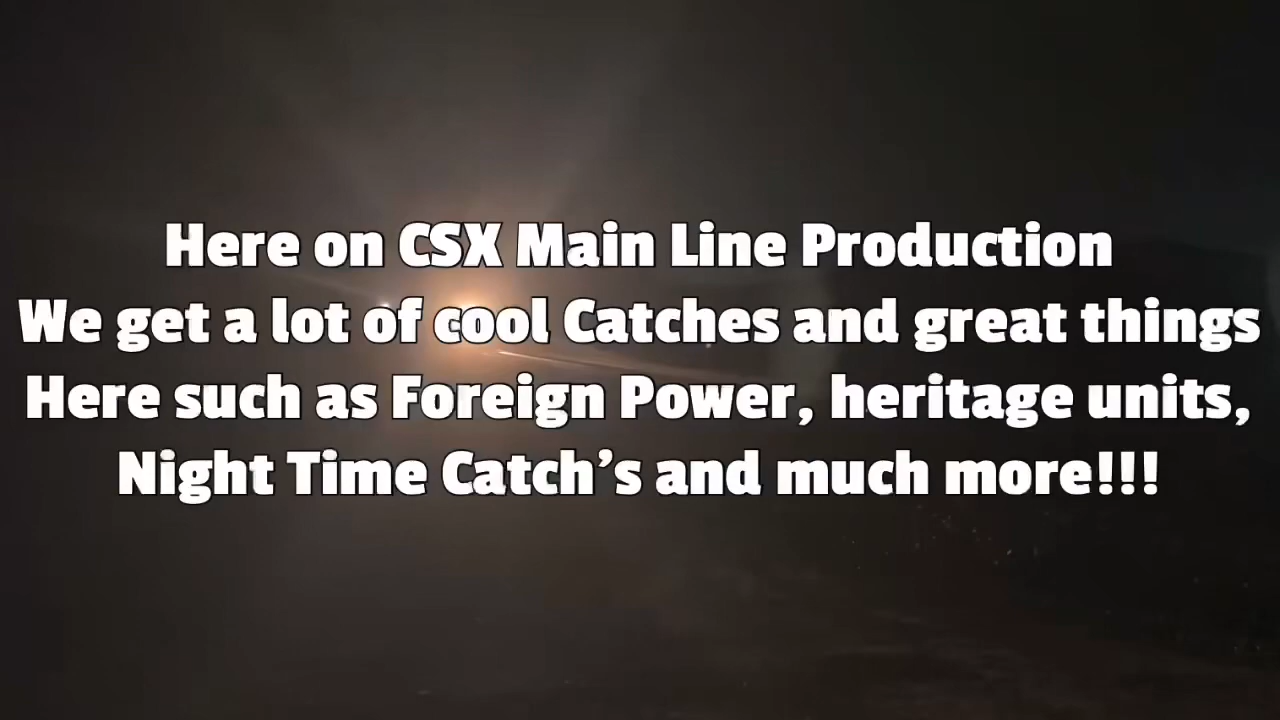 Here on CSX Main Line Production
We get a lot of cool Catches and great things
Here such as Foreign Power, heritage units,
Night Time Catch’s and much more!!!